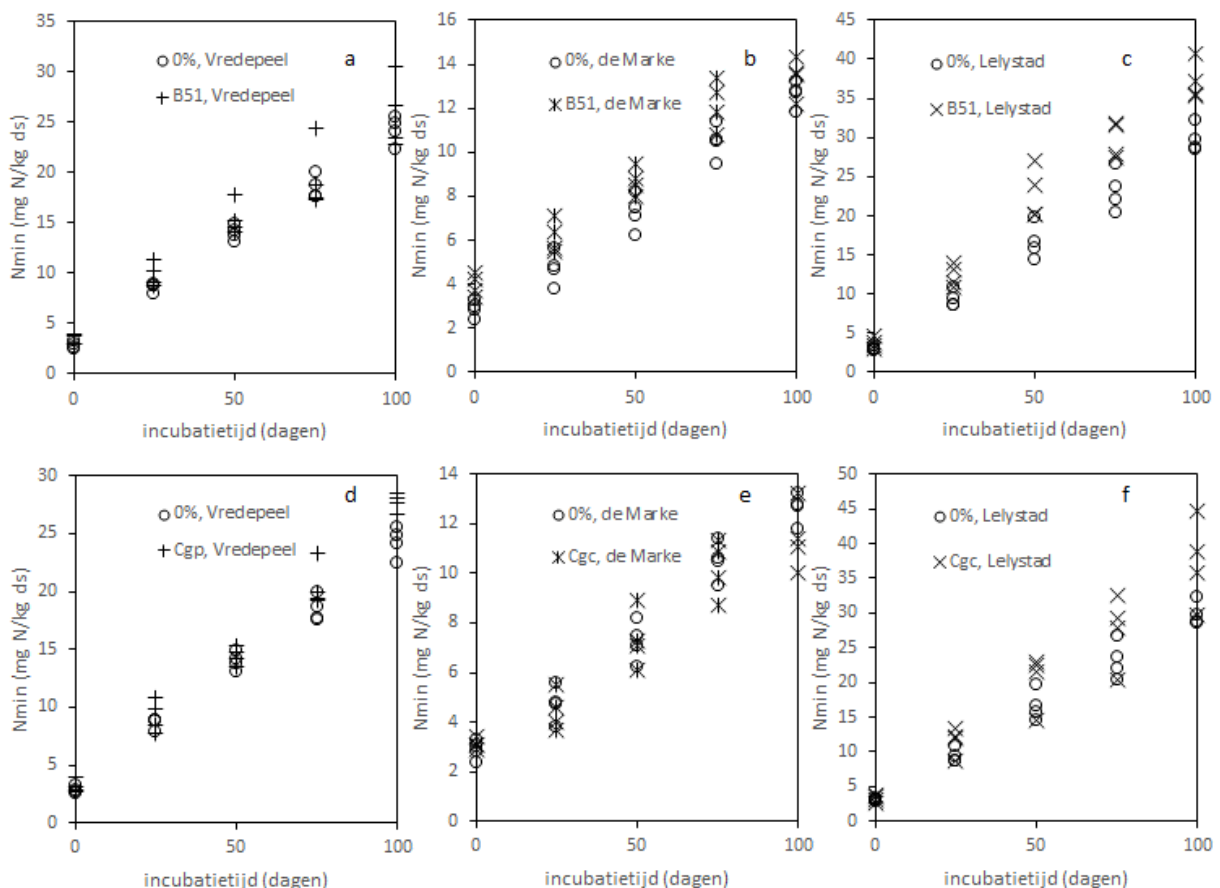 a
Nmin (mg N/kg ds)
35
30
25
20
15
10
5
0
0%, Vredepeel
B51, Vredepeel
0
50
100
incubatietijd (dagen)
b
Nmin (mg N/kg ds)
16
14
12
10
8
6
4
2
0
0%, de Marke
B51, de Marke
0
50
100
incubatietijd (dagen)
c
Nmin (mg N/kg ds)
45
40
35
30
25
20
15
10
5
0
0%, Lelystad
B51, Lelystad
0
50
100
incubatietijd (dagen)
d
Nmin (mg N/kg ds)
30
25
20
15
10
5
0
0%, Vredepeel
Cgp, Vredepeel
0
50
100
incubatietijd (dagen)
e
Nmin (mg N/kg ds)
14
12
10
8
6
4
2
0
0%, de Marke
Cgc, de Marke
0
50
100
incubatietijd (dagen)
f
Nmin (mg N/kg ds)
50
45
40
35
30
25
20
15
10
5
0
0%, Lelystad
Cgc, Lelystad
0
50
100
incubatietijd (dagen)